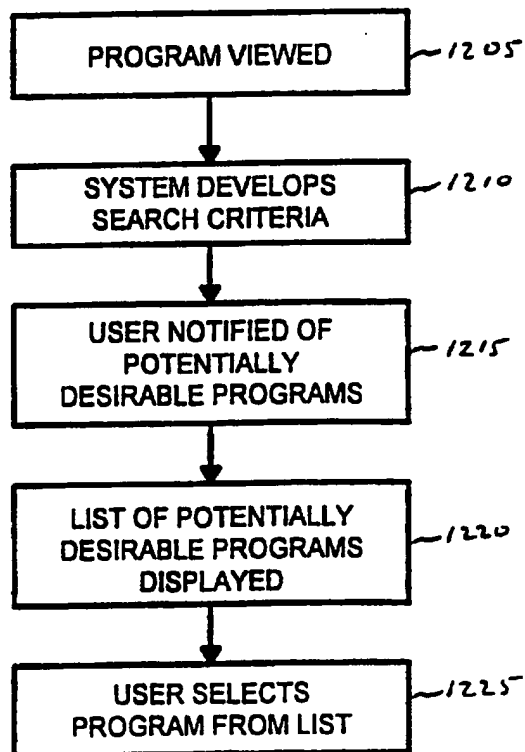 PROGRAM VIEWED
1205
SYSTEM DEVELOPS
SEARCH CRITERIA
1210
USER NOTIFIED OF
POTENTIALLY
DESIRABLE PROGRAMS
1215
LIST OF POTENTIALLY
DESIRABLE PROGRAMS
DISPLAYED
1220
USER SELECTS
PROGRAM FROM LIST
1225